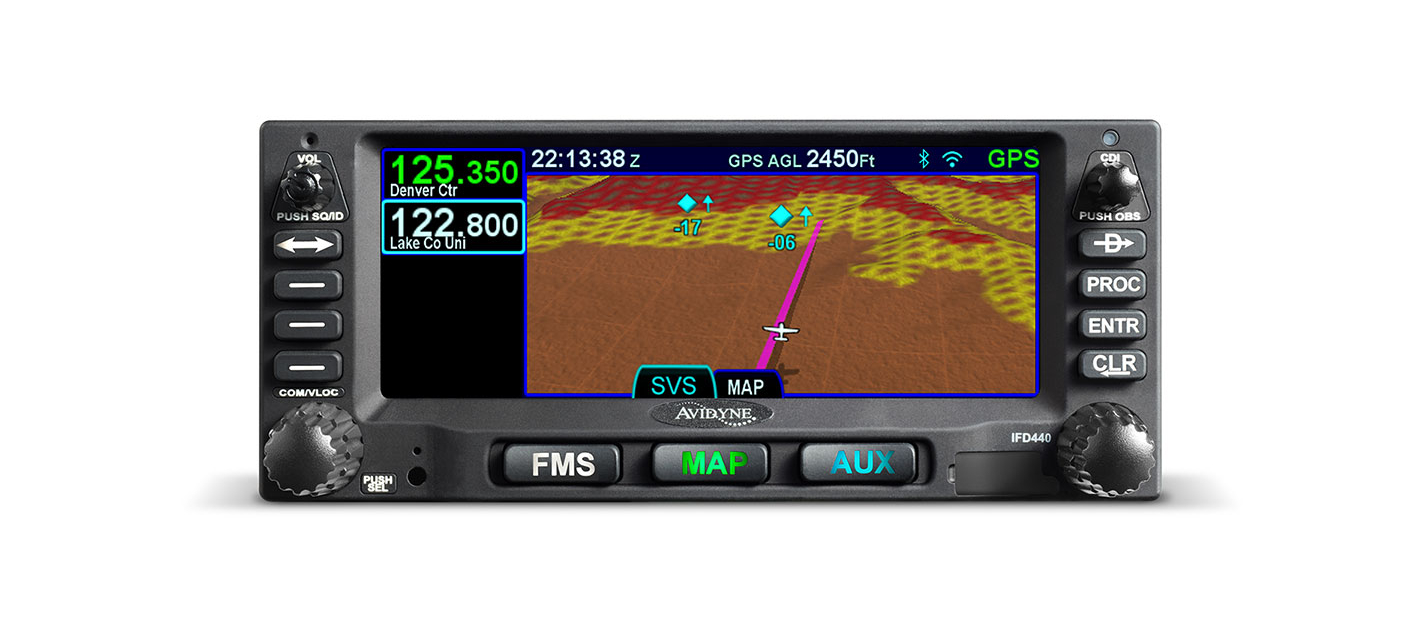 VOL
PUSH SQ/ID
COM/VLOC
PUSH
SEL
125.350
Denver Ctr
122.800
Lake Co Uni
22:13:38 Z
GPS AGL 2450Ft
GPS
-17
-06
SVS
MAP
AVIDYNE
FMS
MAP
AUX
CDI
PUSH OBS
D
PROC
ENTR
CLR
IFD440